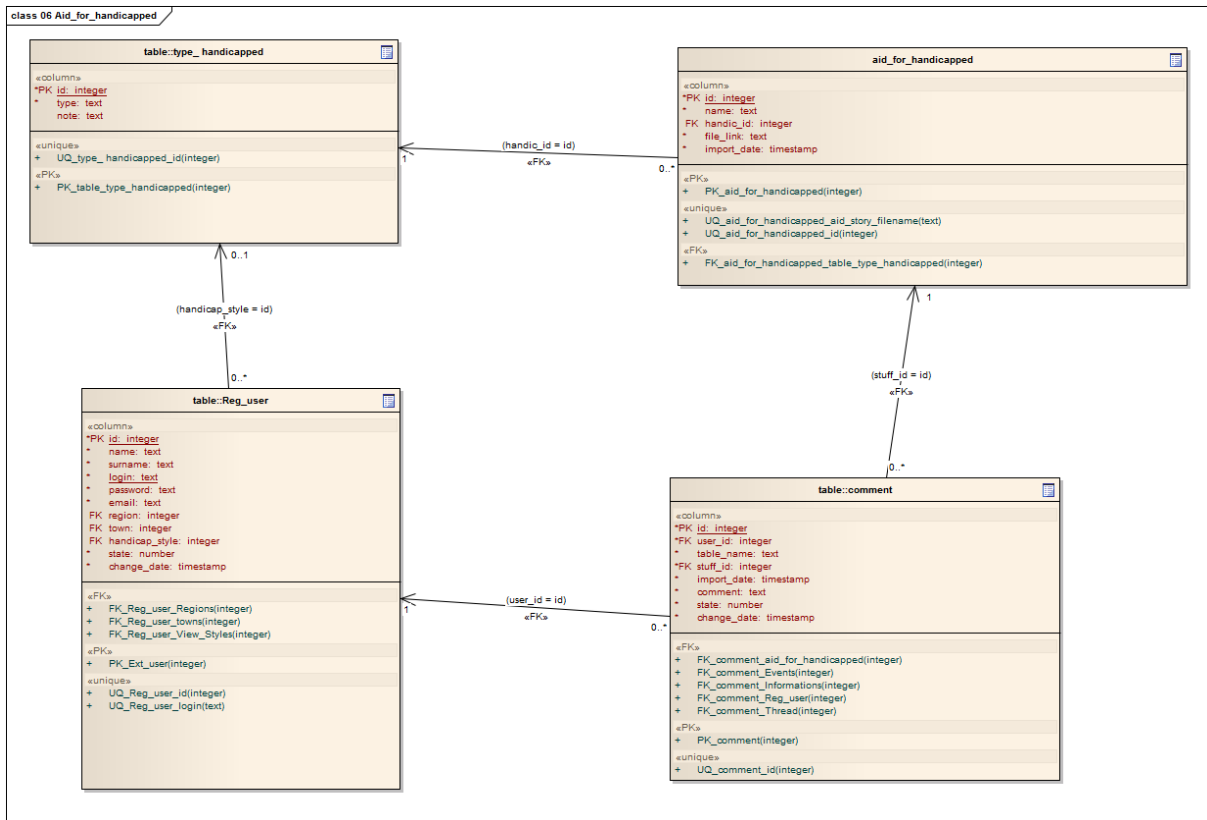 class 06 Aid_for_handicapped
table::type_ handicapped
«column»
*PK id: integer
* type: text
note: text
«unique»
+ UQ_type_ handicapped_id(integer)
«PK»
+ PK_table_type_handicapped(integer)
aid_for_handicapped
«column»
*PK id: integer
* name: text
FK handic_id: integer
* file_link: text
* import_date: timestamp
«PK»
+ PK_aid_for_handicapped(integer)
«unique»
+ UQ_aid_for_handicapped_aid_story_filename(text)
+ UQ_aid_for_handicapped_id(integer)
«FK»
+ FK_aid_for_handicapped_table_type_handicapped(integer)
(handic_id = id)
«FK»
1
0..*
0..1
(handicap_style = id)
«FK»
0..*
1
(stuff_id = id)
«FK»
0..*
table::Reg_user
«column»
*PK id: integer
* name: text
* surname: text
* login: text
* password: text
* email: text
FK region: integer
FK town: integer
FK handicap_style: integer
* state: number
* change_date: timestamp
«FK»
+ FK_Reg_user_Regions(integer)
+ FK_Reg_user_towns(integer)
+ FK_Reg_user_View_Styles(integer)
«PK»
+ PK_Ext_user(integer)
«unique»
+ UQ_Reg_user_id(integer)
+ UQ_Reg_user_login(text)
(user_id = id)
«FK»
1
0..*
table::comment
«column»
*PK id: integer
*FK user_id: integer
* table_name: text
*FK stuff_id: integer
* import_date: timestamp
* comment: text
* state: number
* change_date: timestamp
«FK»
+ FK_comment_aid_for_handicapped(integer)
+ FK_comment_Events(integer)
+ FK_comment_Informations(integer)
+ FK_comment_Reg_user(integer)
+ FK_comment_Thread(integer)
«PK»
+ PK_comment(integer)
«unique»
+ UQ_comment_id(integer)